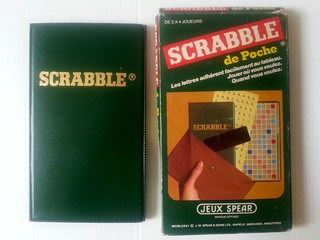 SCRABBLE®
DE 2 A 4 JOUEURS
SCRABBLE®
de Poche
Les lettres adhèrent facilement au tableau.
Jouer où vous voulez.
Quand vous voulez.
SCRABBLE
JEUX SPEAR